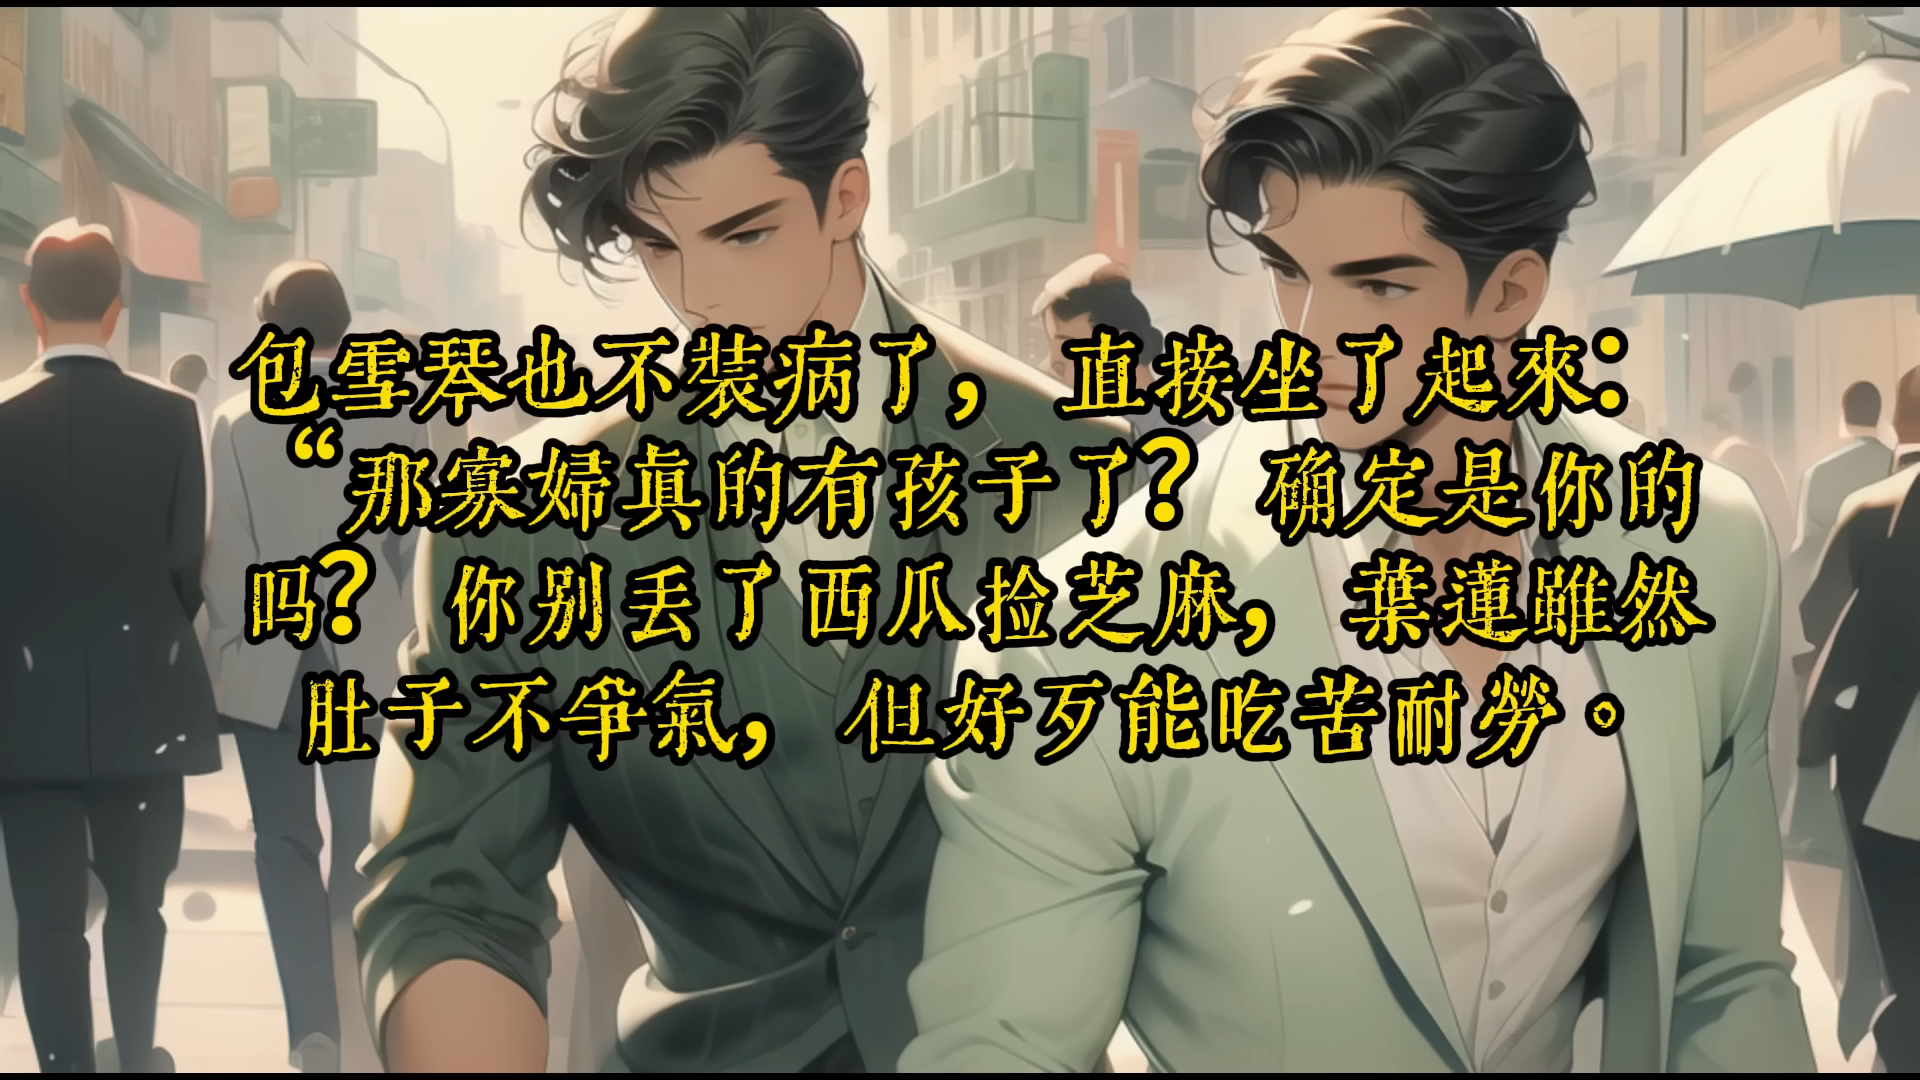 包雪琴也不裝病了，直接坐了起來：
“那寡婦真的有孩子了？确定是你的
吗？你别丢了西瓜捡芝麻，葉蓮雖然
肚子不爭氣，但好歹能吃苦耐勞。